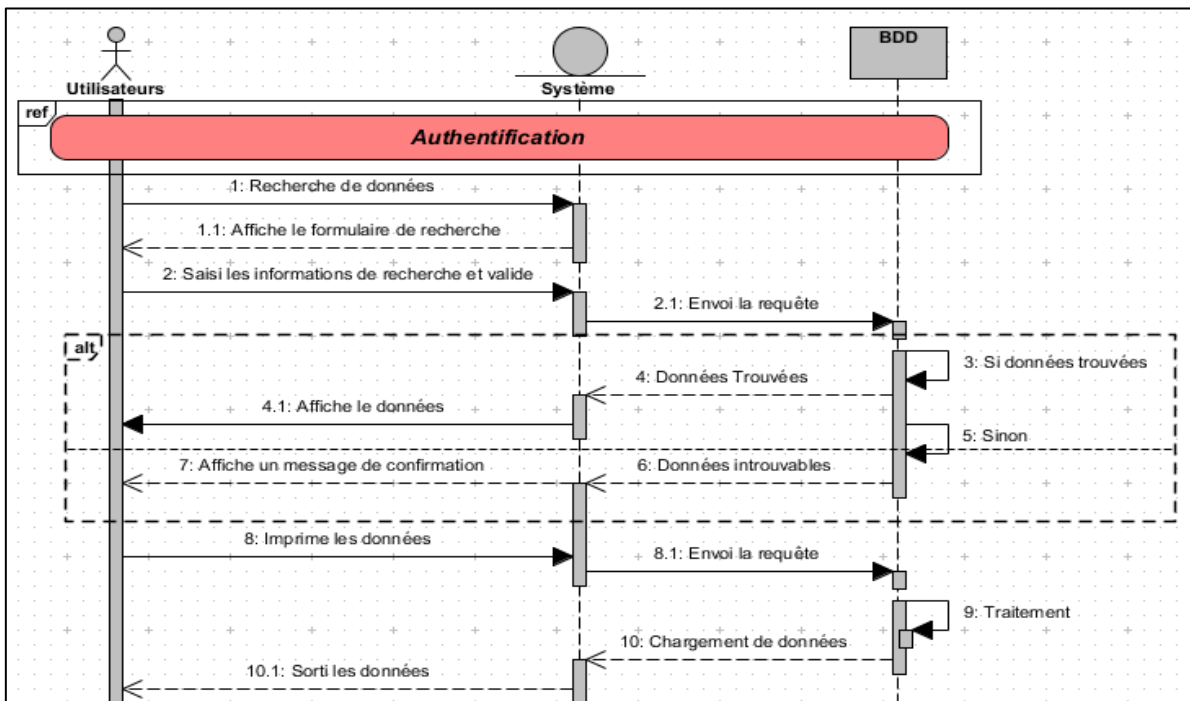 BDD
Utilisateurs
Système
ref
Authentification
1: Recherche de données
1.1: Affiche le formulaire de recherche
2: Saisi les informations de recherche et valide
2.1: Envoi la requête
alt
3: Si données trouvées
4: Données Trouvées
4.1: Affiche le données
5: Sinon
7: Affiche un message de confirmation
6: Données introuvables
8: Imprime les données
8.1: Envoi la requête
9: Traitement
10: Chargement de données
10.1: Sorti les données